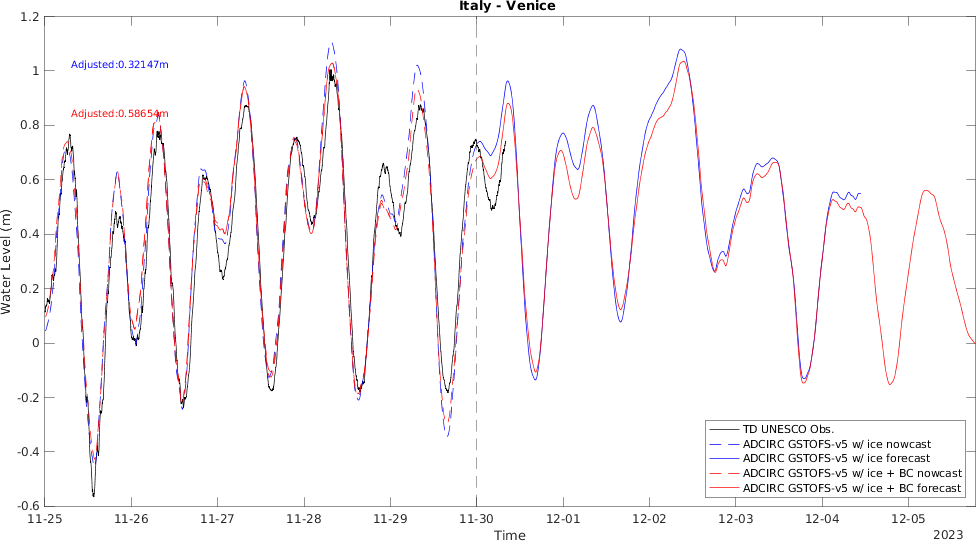 Italy - Venice
1.2
1
0.8
0.6
0.4
0.2
0
-0.2
-0.4
-0.6
Water Level (m)
Adjusted:0.32147m
Adjusted:0.58654m
TD UNESCO Obs.
ADCIRC GSTOFS-v5 w/ ice nowcast
ADCIRC GSTOFS-v5 w/ ice forecast
ADCIRC GSTOFS-v5 w/ ice + BC nowcast
ADCIRC GSTOFS-v5 w/ ice + BC forecast
11-25 11-26 11-27 11-28 11-29 11-30 12-01 12-02 12-03 12-04 12-05
Time
2023